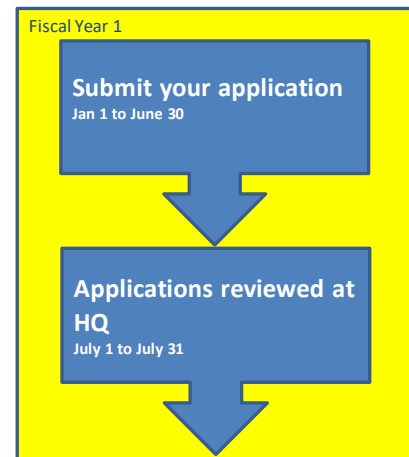 Fiscal Year 1
Submit your application
Jan 1 to June 30
Applications reviewed at
HQ
July 1 to July 31